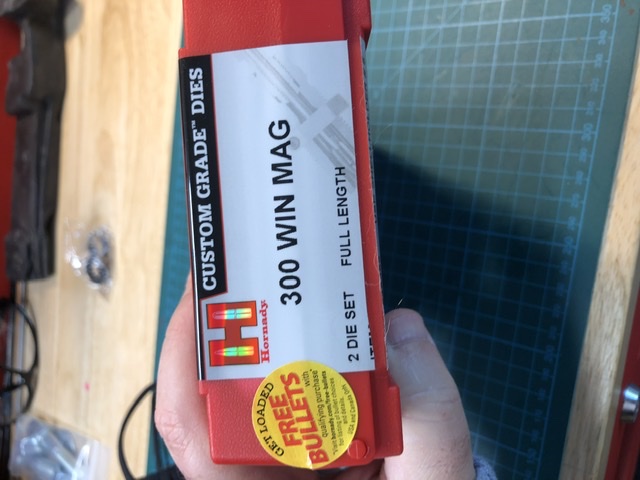 CUSTOM GRADE™ DIES
Hornady
300 WIN MAG
2 DIE SET FULL LENGTH
GET LOADED
FREE
BULLETS
with
qualifying purchase